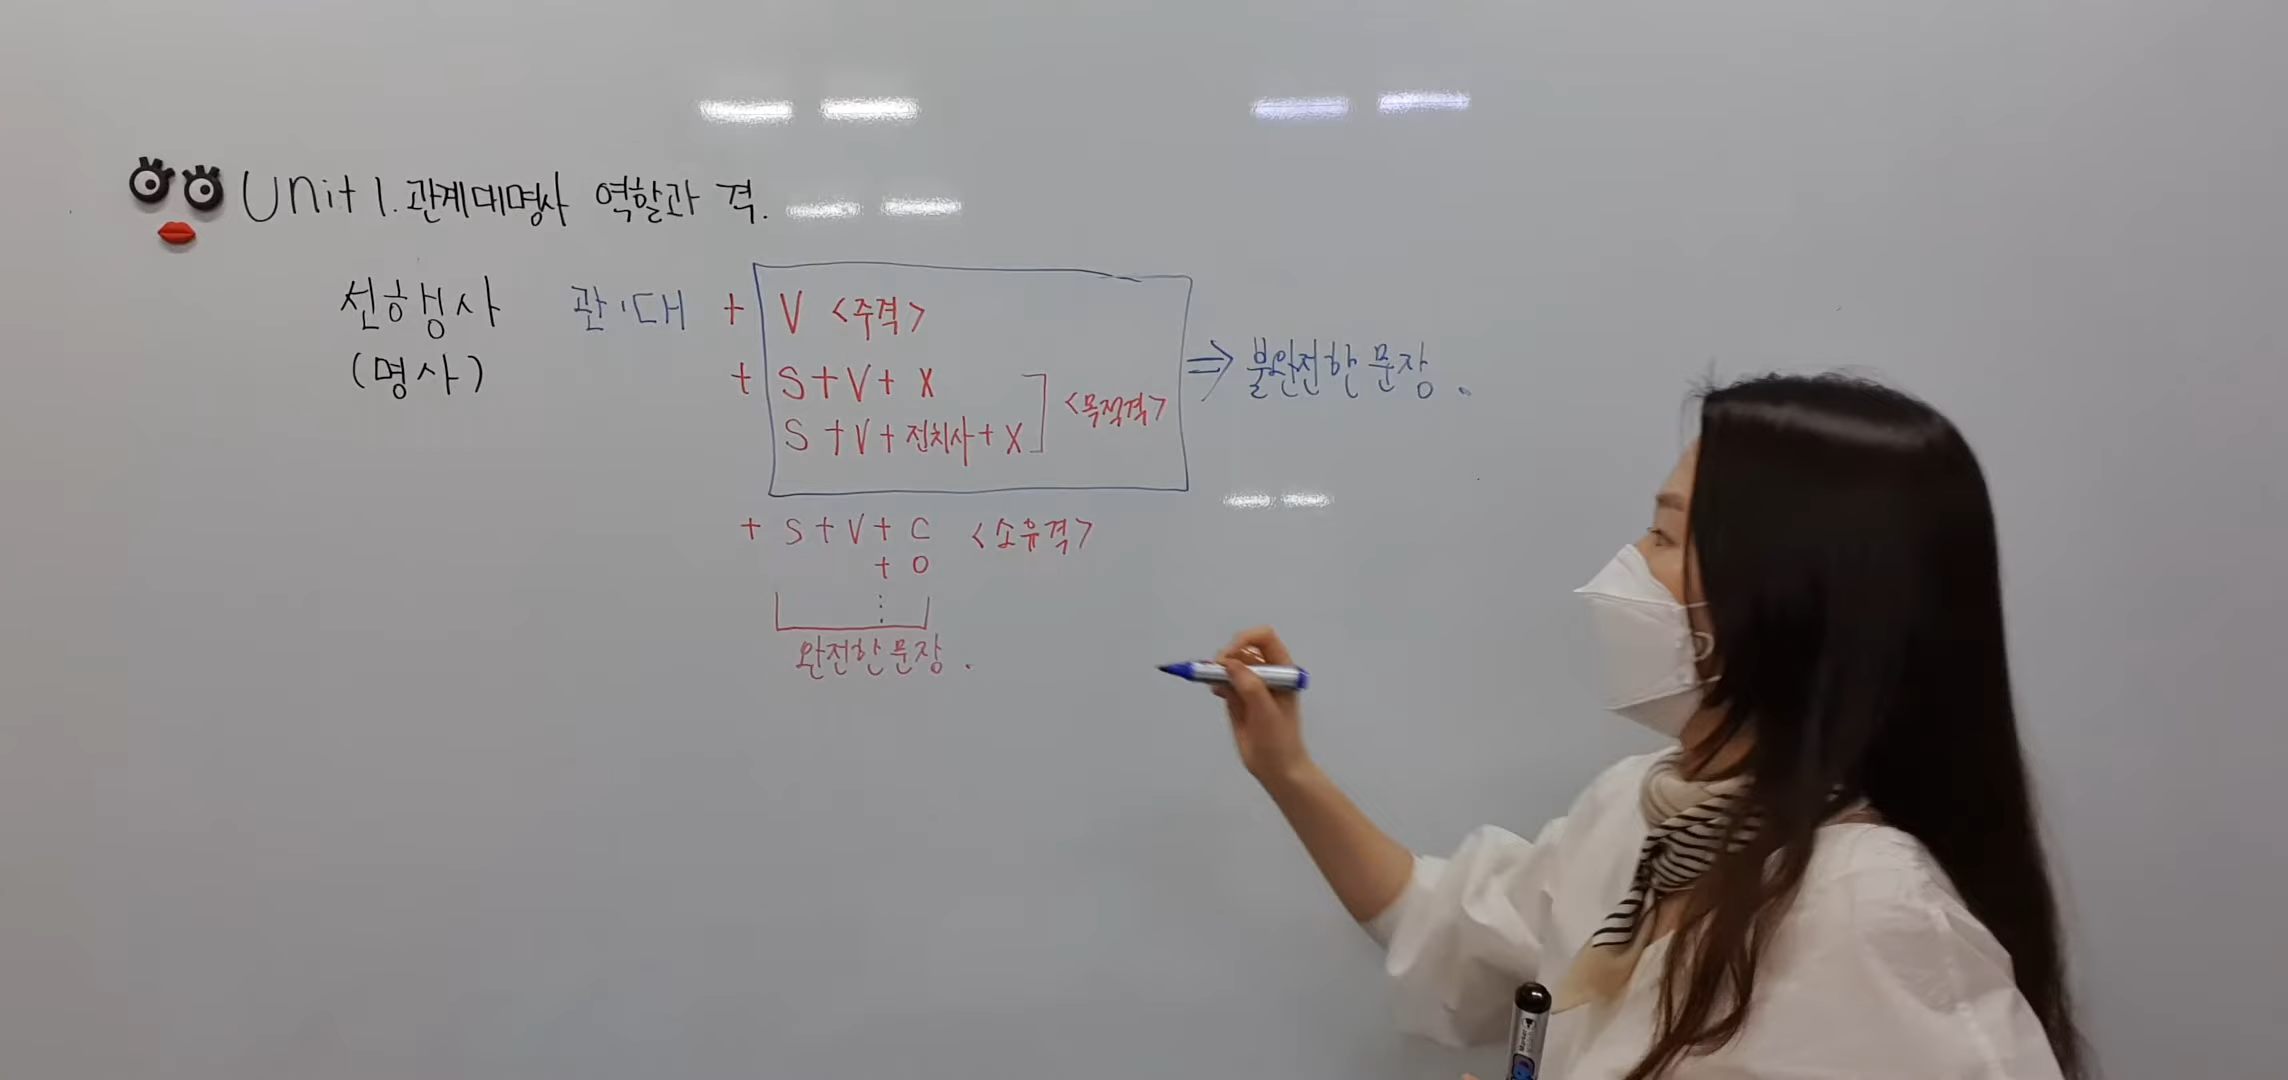 Unit 1. 관계대명사 역할과 격.
선행사 관·대 + V <주격>
(명사) + S+V+ X
S+V+전치사+X <목적격>
⇒ 불완전한 문장.
+ S+V+ C <소유격>
+ O
⋮
완전한 문장.